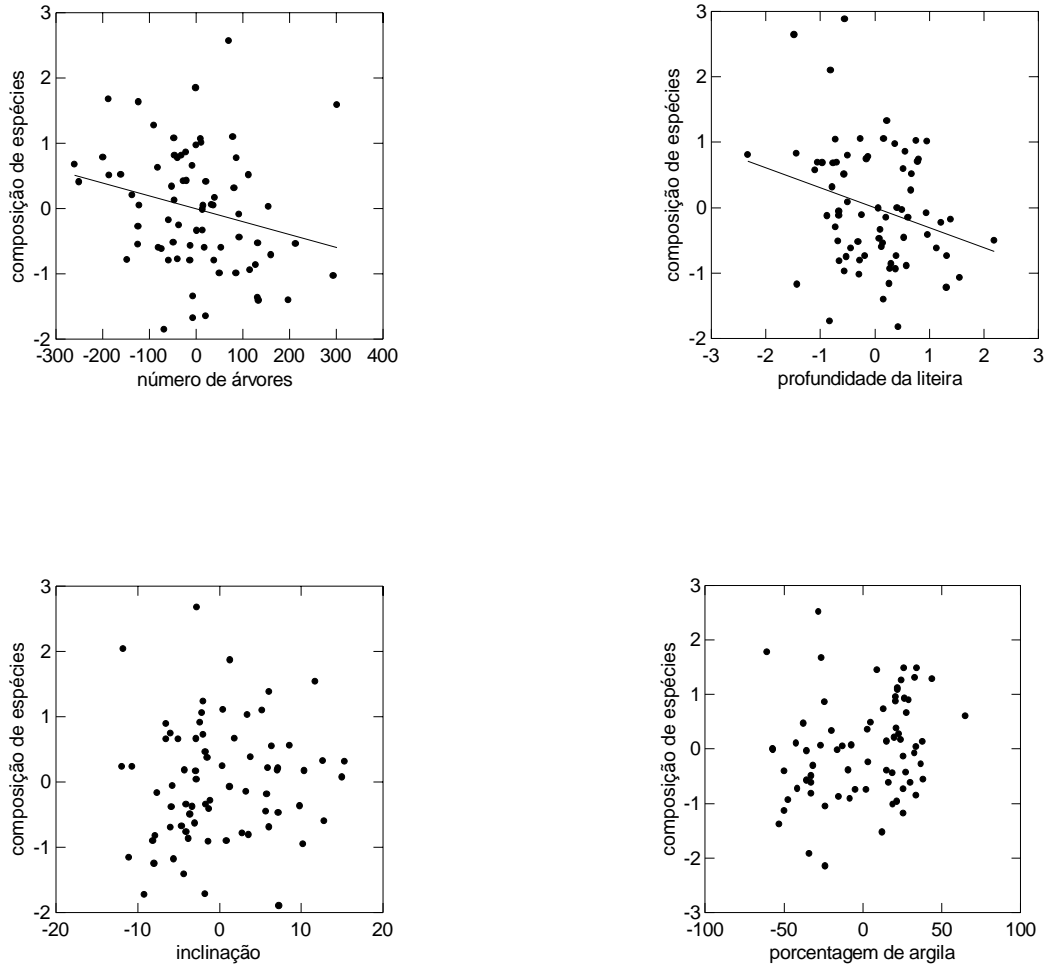 3
2
1
0
-1
-2
-300 -200 -100 0 100 200 300 400
número de árvores
composição de espécies
3
2
1
0
-1
-2
-3 -2 -1 0 1 2 3
profundidade da liteira
composição de espécies
3
2
1
0
-1
-2
-20 -10 0 10 20
inclinação
composição de espécies
3
2
1
0
-1
-2
-3
-100 -50 0 50 100
porcentagem de argila
composição de espécies